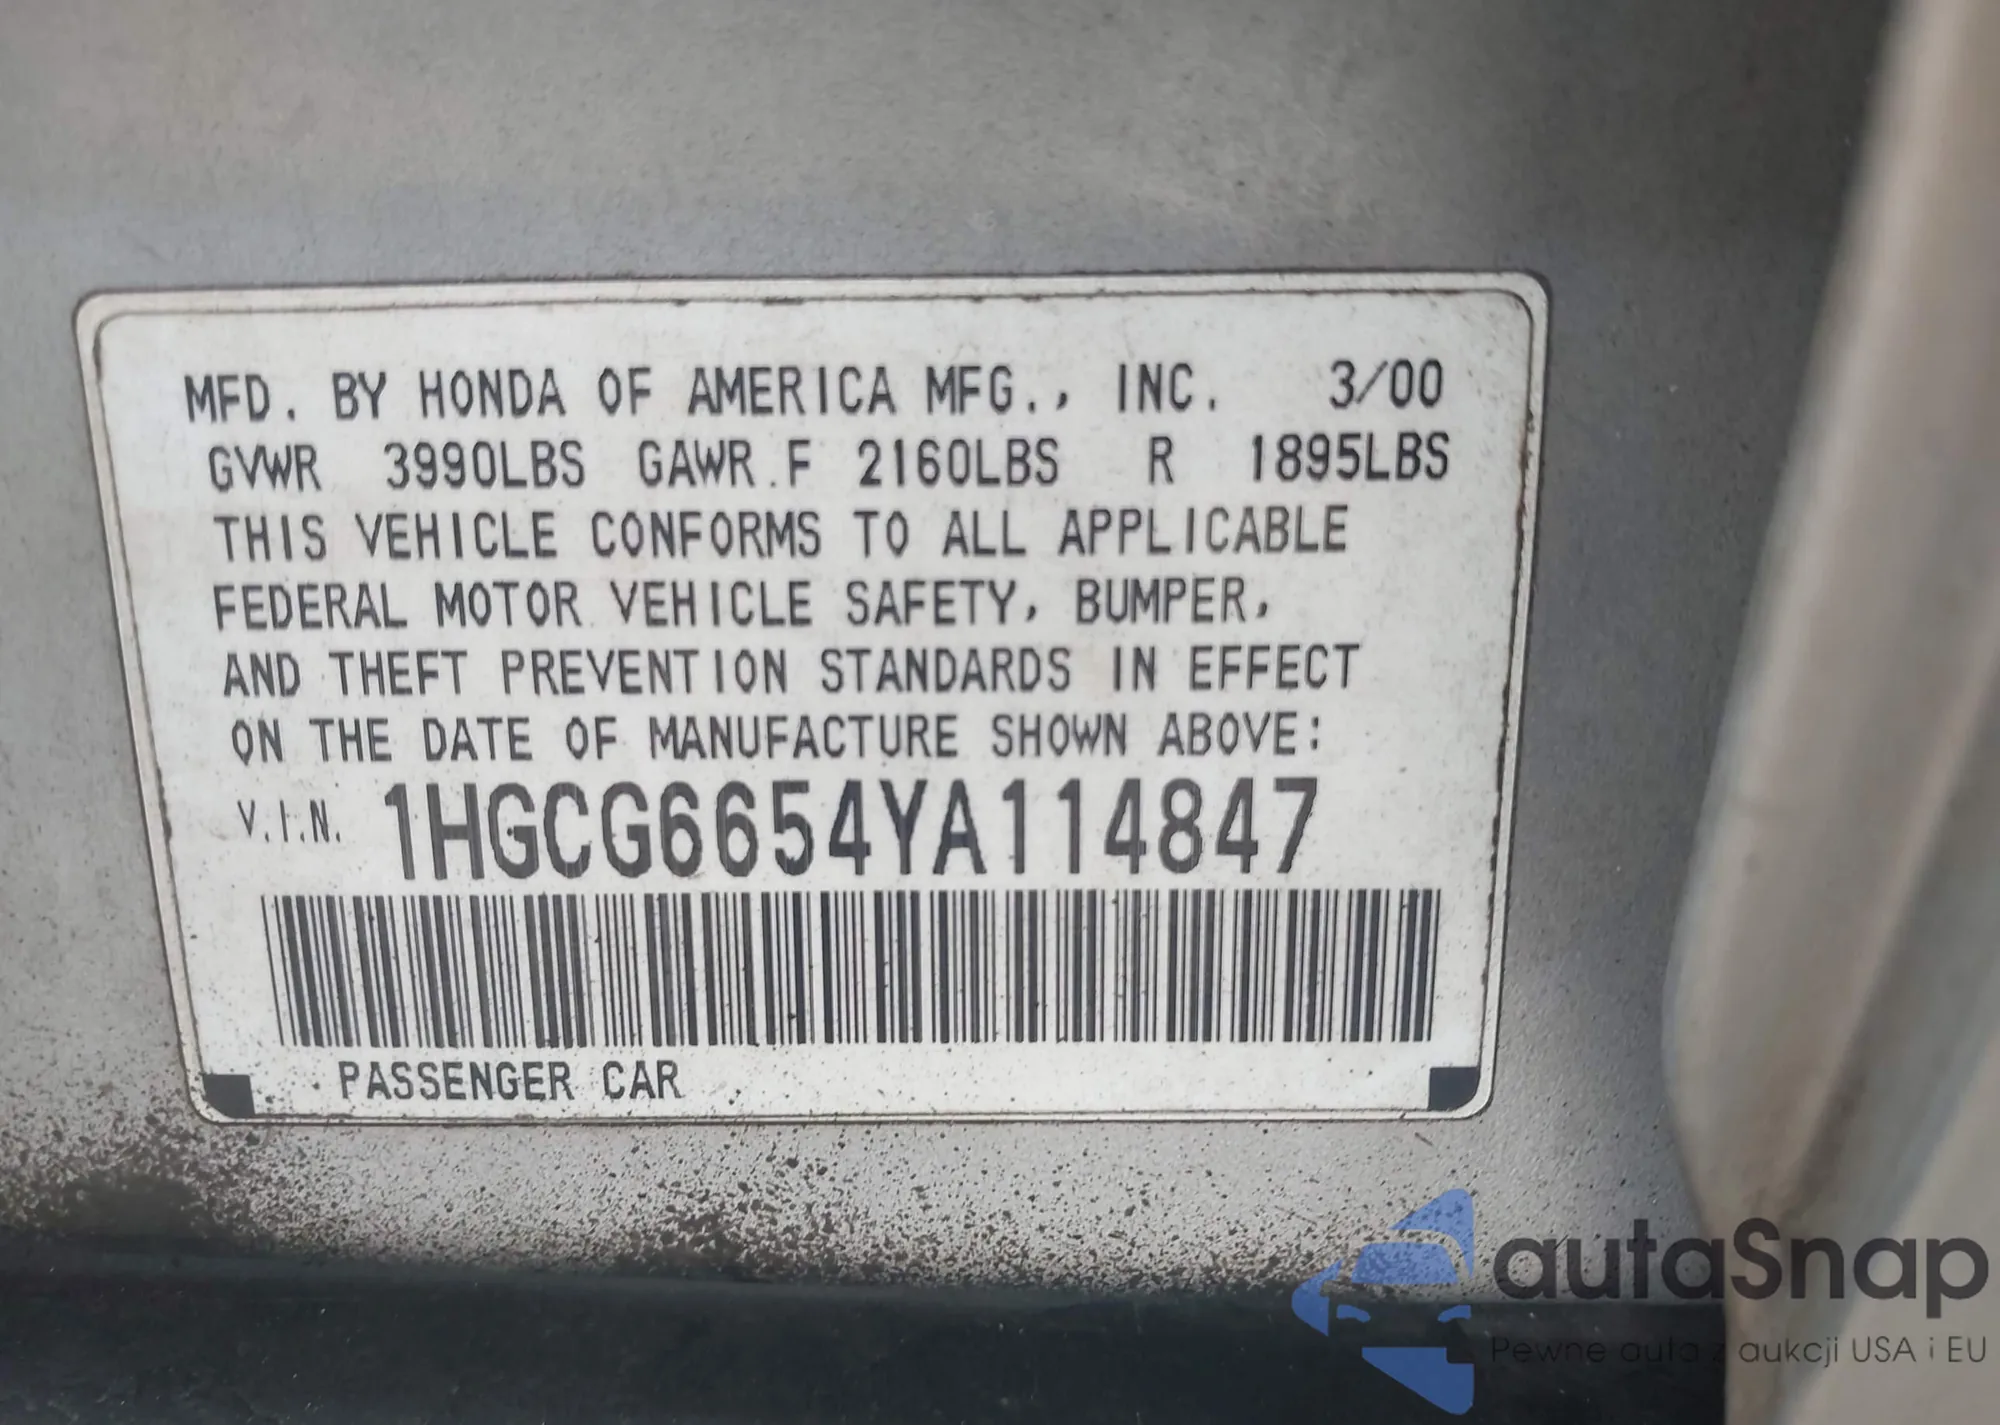 MFD. BY HONDA OF AMERICA MFG., INC. 3/00
GVWR 3990LBS GAWR F 2160LBS R 1895LBS
THIS VEHICLE CONFORMS TO ALL APPLICABLE
FEDERAL MOTOR VEHICLE SAFETY, BUMPER,
AND THEFT PREVENTION STANDARDS IN EFFECT
ON THE DATE OF MANUFACTURE SHOWN ABOVE:
V.I.N. 1HGCG6654YA114847
PASSENGER CAR
autaSnap
Pewne auta z aukcji USA i EU